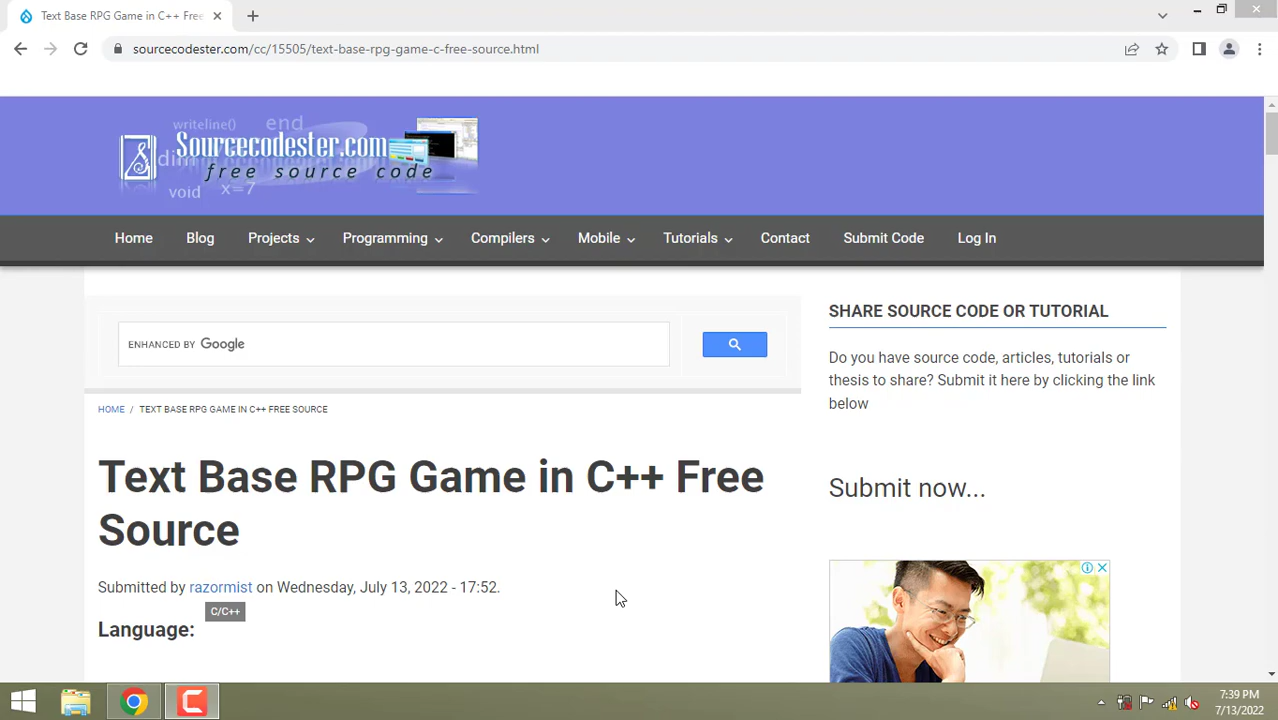 Text Base RPG Game in C++ Free
sourcecodester.com/cc/15505/text-base-rpg-game-c-free-source.html
writeline()
end
Sourcecodester.com
dim
free source code
void
x=7
Home
Blog
Projects
Programming
Compilers
Mobile
Tutorials
Contact
Submit Code
Log In
ENHANCED BY Google
HOME / TEXT BASE RPG GAME IN C++ FREE SOURCE
Text Base RPG Game in C++ Free
Source
Submitted by razormist on Wednesday, July 13, 2022 - 17:52.
C/C++
Language:
SHARE SOURCE CODE OR TUTORIAL
Do you have source code, articles, tutorials or
thesis to share? Submit it here by clicking the link
below
Submit now...
7:39 PM
7/13/2022